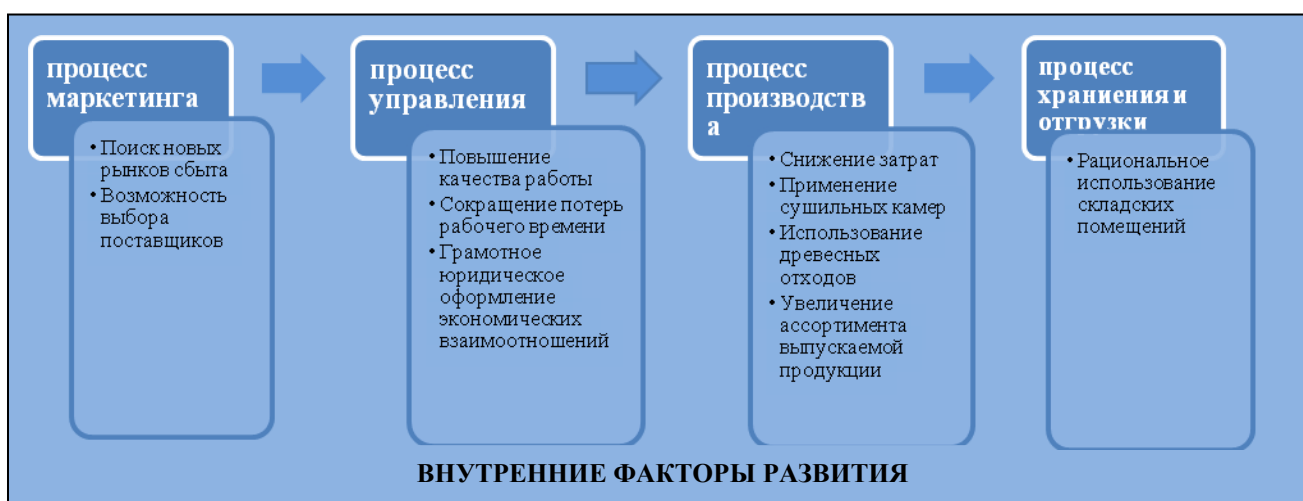 процесс
маркетинга
• Поиск новых
рынков сбыта
• Возможность
выбора
поставщиков
процесс
управления
• Повышение
качества работы
• Сокращение потерь
рабочего времени
• Грамотное
юридическое
оформление
экономических
взаимоотношений
процесс
производств
а
• Снижение затрат
• Применение
сушильных камер
• Использование
древесных
отходов
• Увеличение
ассортимента
выпускаемой
продукции
процесс
храниения и
отгрузки
• Рациональное
использование
складских
помещений
ВНУТРЕННИЕ ФАКТОРЫ РАЗВИТИЯ